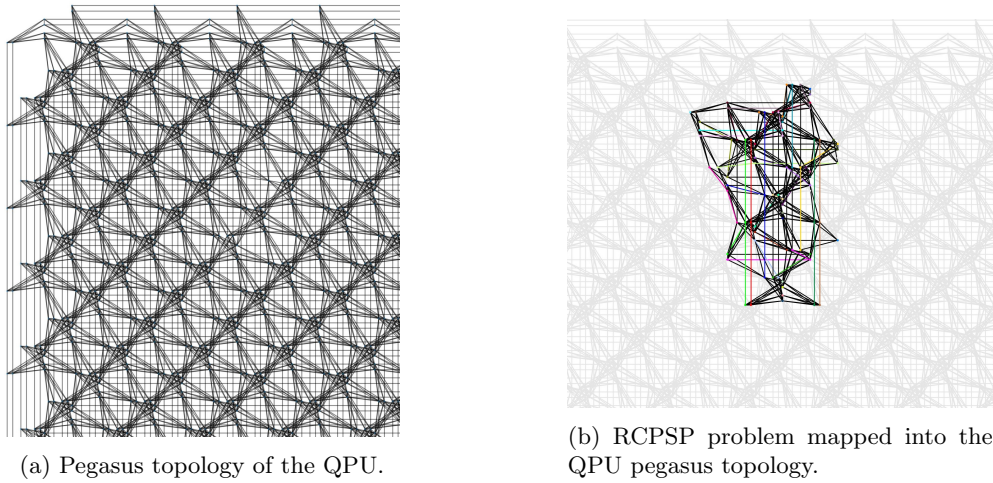 (a) Pegasus topology of the QPU.
(b) RCPSP problem mapped into the
QPU pegasus topology.